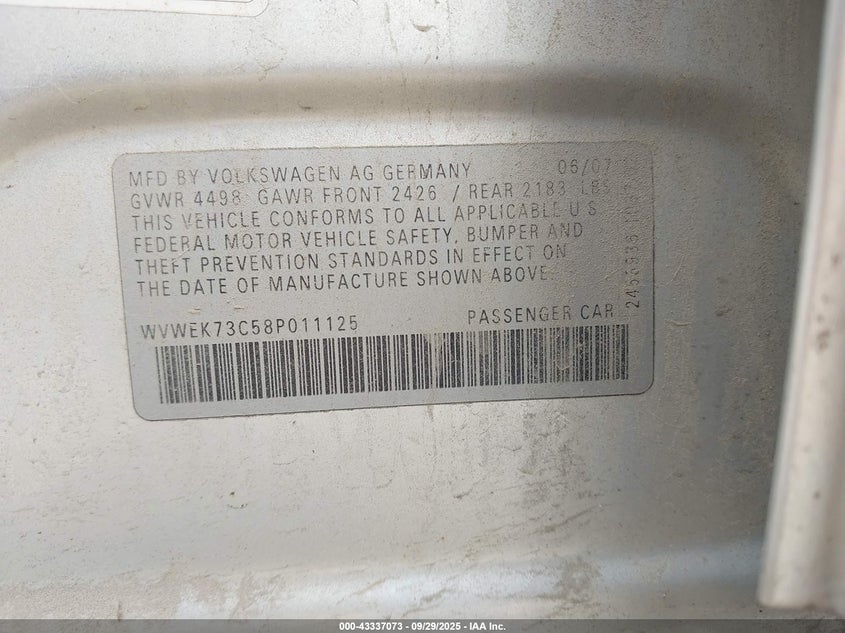 MFD BY VOLKSWAGEN AG GERMANY 06/07
GVWR 4498 GAWR FRONT 2426 / REAR 2183 LBS
THIS VEHICLE CONFORMS TO ALL APPLICABLE U S
FEDERAL MOTOR VEHICLE SAFETY, BUMPER AND
THEFT PREVENTION STANDARDS IN EFFECT ON
THE DATE OF MANUFACTURE SHOWN ABOVE.
WVWEK73C58P011125 PASSENGER CAR
000-43337073 - 09/29/2025 - IAA Inc.